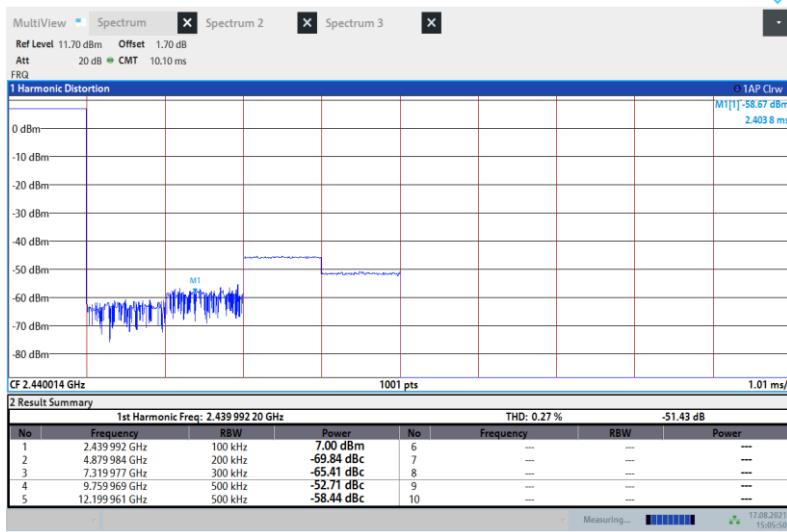 MultiView Spectrum X Spectrum 2 X Spectrum 3 X
Ref Level 11.70 dBm Offset 1.70 dB
Att 20 dB CMT 10.10 ms
FRQ
1 Harmonic Distortion 1AP Clrw
M1[1] -58.67 dBm
2.403 8 ms
0 dBm
-10 dBm
-20 dBm
-30 dBm
-40 dBm
-50 dBm
M1
-60 dBm
-70 dBm
-80 dBm
CF 2.440014 GHz 1001 pts 1.01 ms/
2 Result Summary
1st Harmonic Freq: 2.439 992 20 GHz THD: 0.27 % -51.43 dB
No Frequency RBW Power No Frequency RBW Power
1 2.439 992 GHz 100 kHz 7.00 dBm 6 --- --- ---
2 4.879 984 GHz 200 kHz -69.84 dBc 7 --- --- ---
3 7.319 977 GHz 300 kHz -65.41 dBc 8 --- --- ---
4 9.759 969 GHz 500 kHz -52.71 dBc 9 --- --- ---
5 12.199 961 GHz 500 kHz -58.44 dBc 10 --- --- ---
Measuring... 17.08.2021
15:05:50